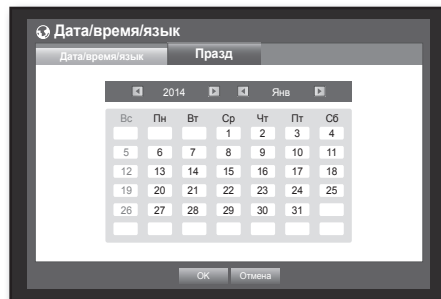 Дата/время/язык
Дата/время/язык Празд
2014 Янв
Вс Пн Вт Ср Чт Пт Сб
1 2 3 4
5 6 7 8 9 10 11
12 13 14 15 16 17 18
19 20 21 22 23 24 25
26 27 28 29 30 31
OK Отмена